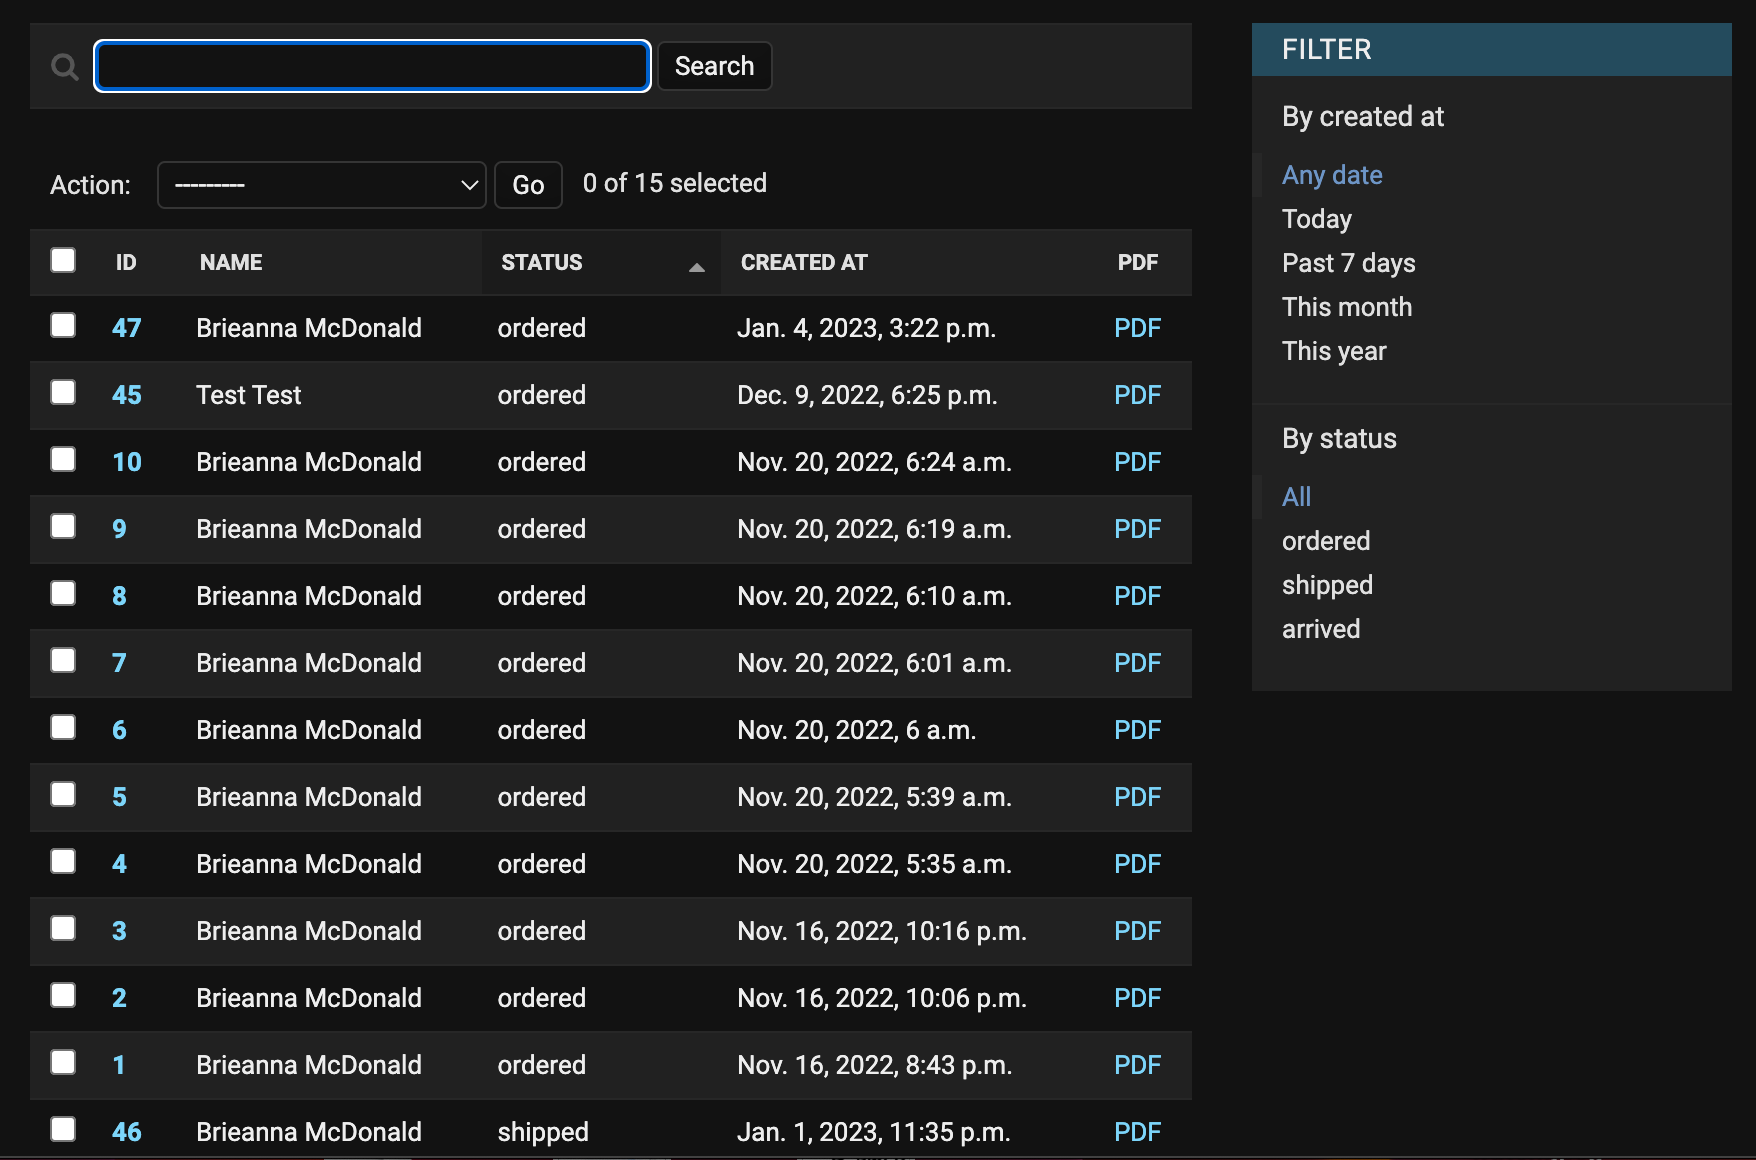 Search
Action: --------- Go 0 of 15 selected
ID NAME STATUS CREATED AT PDF
47 Brieanna McDonald ordered Jan. 4, 2023, 3:22 p.m. PDF
45 Test Test ordered Dec. 9, 2022, 6:25 p.m. PDF
10 Brieanna McDonald ordered Nov. 20, 2022, 6:24 a.m. PDF
9 Brieanna McDonald ordered Nov. 20, 2022, 6:19 a.m. PDF
8 Brieanna McDonald ordered Nov. 20, 2022, 6:10 a.m. PDF
7 Brieanna McDonald ordered Nov. 20, 2022, 6:01 a.m. PDF
6 Brieanna McDonald ordered Nov. 20, 2022, 6 a.m. PDF
5 Brieanna McDonald ordered Nov. 20, 2022, 5:39 a.m. PDF
4 Brieanna McDonald ordered Nov. 20, 2022, 5:35 a.m. PDF
3 Brieanna McDonald ordered Nov. 16, 2022, 10:16 p.m. PDF
2 Brieanna McDonald ordered Nov. 16, 2022, 10:06 p.m. PDF
1 Brieanna McDonald ordered Nov. 16, 2022, 8:43 p.m. PDF
46 Brieanna McDonald shipped Jan. 1, 2023, 11:35 p.m. PDF
FILTER
By created at
Any date
Today
Past 7 days
This month
This year
By status
All
ordered
shipped
arrived